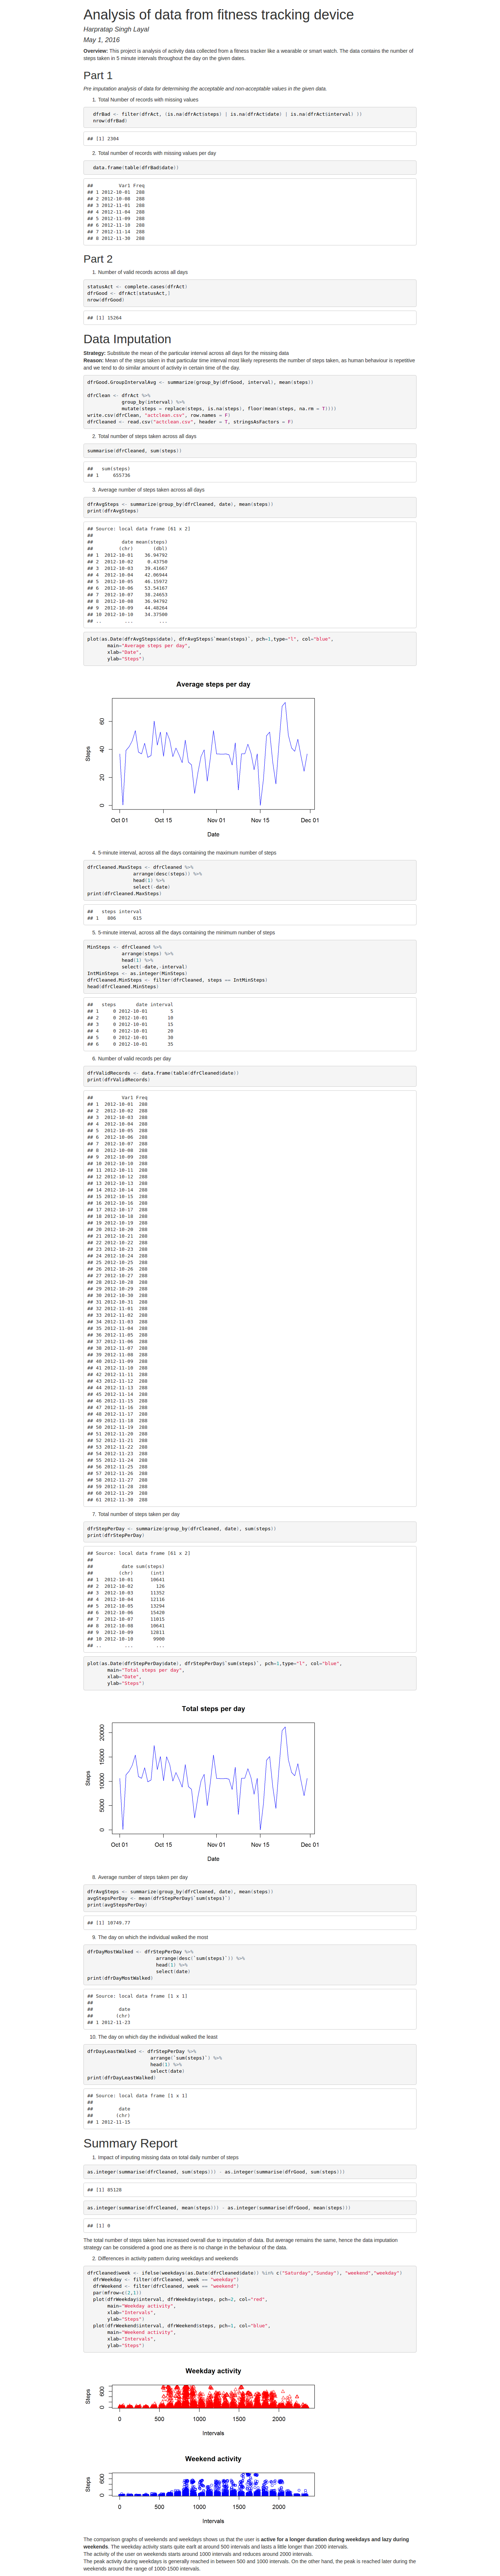 Analysis of data from fitness tracking device
Harpratap Singh Layal
May 1, 2016
Overview: This project is analysis of activity data collected from a fitness tracker like a wearable or smart watch. The data contains the number of
steps taken in 5 minute intervals throughout the day on the given dates.
Part 1
Pre imputation analysis of data for determining the acceptable and non-acceptable values in the given data.
1. Total Number of records with missing values
dfrBad <- filter(dfrAct, (is.na(dfrAct$steps) | is.na(dfrAct$date) | is.na(dfrAct$interval) ))
nrow(dfrBad)
## [1] 2304
2. Total number of records with missing values per day
data.frame(table(dfrBad$date))
## Var1 Freq
## 1 2012-10-01 288
## 2 2012-10-08 288
## 3 2012-11-01 288
## 4 2012-11-04 288
## 5 2012-11-09 288
## 6 2012-11-10 288
## 7 2012-11-14 288
## 8 2012-11-30 288
Part 2
1. Number of valid records across all days
statusAct <- complete.cases(dfrAct)
dfrGood <- dfrAct[statusAct,]
nrow(dfrGood)
## [1] 15264
Data Imputation
Strategy: Substitute the mean of the particular interval across all days for the missing data
Reason: Mean of the steps taken in that particular time interval most likely represents the number of steps taken, as human behaviour is repetitive
and we tend to do similar amount of activity in certain time of the day.
dfrGood.GroupIntervalAvg <- summarize(group_by(dfrGood, interval), mean(steps))
dfrClean <- dfrAct %>%
group_by(interval) %>%
mutate(steps = replace(steps, is.na(steps), floor(mean(steps, na.rm = T))))
write.csv(dfrClean, "actclean.csv", row.names = F)
dfrCleaned <- read.csv("actclean.csv", header = T, stringsAsFactors = F)
2. Total number of steps taken across all days
summarise(dfrCleaned, sum(steps))
## sum(steps)
## 1 655736
3. Average number of steps taken across all days
dfrAvgSteps <- summarize(group_by(dfrCleaned, date), mean(steps))
print(dfrAvgSteps)
## Source: local data frame [61 x 2]
##
## date mean(steps)
## (chr) (dbl)
## 1 2012-10-01 36.94792
## 2 2012-10-02 0.43750
## 3 2012-10-03 39.41667
## 4 2012-10-04 42.06944
## 5 2012-10-05 46.15972
## 6 2012-10-06 53.54167
## 7 2012-10-07 38.24653
## 8 2012-10-08 36.94792
## 9 2012-10-09 44.48264
## 10 2012-10-10 34.37500
## .. ... ...
plot(as.Date(dfrAvgSteps$date), dfrAvgSteps$`mean(steps)`, pch=1,type="l", col="blue",
main="Average steps per day",
xlab="Date",
ylab="Steps")
Average steps per day
Steps
0 20 40 60
Oct 01 Oct 15 Nov 01 Nov 15 Dec 01
Date
4. 5-minute interval, across all the days containing the maximum number of steps
dfrCleaned.MaxSteps <- dfrCleaned %>%
arrange(desc(steps)) %>%
head(1) %>%
select(-date)
print(dfrCleaned.MaxSteps)
## steps interval
## 1 806 615
5. 5-minute interval, across all the days containing the minimum number of steps
MinSteps <- dfrCleaned %>%
arrange(steps) %>%
head(1) %>%
select(-date,-interval)
IntMinSteps <- as.integer(MinSteps)
dfrCleaned.MinSteps <- filter(dfrCleaned, steps == IntMinSteps)
head(dfrCleaned.MinSteps)
## steps date interval
## 1 0 2012-10-01 5
## 2 0 2012-10-01 10
## 3 0 2012-10-01 15
## 4 0 2012-10-01 20
## 5 0 2012-10-01 30
## 6 0 2012-10-01 35
6. Number of valid records per day
dfrValidRecords <- data.frame(table(dfrCleaned$date))
print(dfrValidRecords)
## Var1 Freq
## 1 2012-10-01 288
## 2 2012-10-02 288
## 3 2012-10-03 288
## 4 2012-10-04 288
## 5 2012-10-05 288
## 6 2012-10-06 288
## 7 2012-10-07 288
## 8 2012-10-08 288
## 9 2012-10-09 288
## 10 2012-10-10 288
## 11 2012-10-11 288
## 12 2012-10-12 288
## 13 2012-10-13 288
## 14 2012-10-14 288
## 15 2012-10-15 288
## 16 2012-10-16 288
## 17 2012-10-17 288
## 18 2012-10-18 288
## 19 2012-10-19 288
## 20 2012-10-20 288
## 21 2012-10-21 288
## 22 2012-10-22 288
## 23 2012-10-23 288
## 24 2012-10-24 288
## 25 2012-10-25 288
## 26 2012-10-26 288
## 27 2012-10-27 288
## 28 2012-10-28 288
## 29 2012-10-29 288
## 30 2012-10-30 288
## 31 2012-10-31 288
## 32 2012-11-01 288
## 33 2012-11-02 288
## 34 2012-11-03 288
## 35 2012-11-04 288
## 36 2012-11-05 288
## 37 2012-11-06 288
## 38 2012-11-07 288
## 39 2012-11-08 288
## 40 2012-11-09 288
## 41 2012-11-10 288
## 42 2012-11-11 288
## 43 2012-11-12 288
## 44 2012-11-13 288
## 45 2012-11-14 288
## 46 2012-11-15 288
## 47 2012-11-16 288
## 48 2012-11-17 288
## 49 2012-11-18 288
## 50 2012-11-19 288
## 51 2012-11-20 288
## 52 2012-11-21 288
## 53 2012-11-22 288
## 54 2012-11-23 288
## 55 2012-11-24 288
## 56 2012-11-25 288
## 57 2012-11-26 288
## 58 2012-11-27 288
## 59 2012-11-28 288
## 60 2012-11-29 288
## 61 2012-11-30 288
7. Total number of steps taken per day
dfrStepPerDay <- summarize(group_by(dfrCleaned, date), sum(steps))
print(dfrStepPerDay)
## Source: local data frame [61 x 2]
##
## date sum(steps)
## (chr) (int)
## 1 2012-10-01 10641
## 2 2012-10-02 126
## 3 2012-10-03 11352
## 4 2012-10-04 12116
## 5 2012-10-05 13294
## 6 2012-10-06 15420
## 7 2012-10-07 11015
## 8 2012-10-08 10641
## 9 2012-10-09 12811
## 10 2012-10-10 9900
## .. ... ...
plot(as.Date(dfrStepPerDay$date), dfrStepPerDay$`sum(steps)`, pch=1,type="l", col="blue",
main="Total steps per day",
xlab="Date",
ylab="Steps")
Total steps per day
Steps
0 5000 10000 15000 20000
Oct 01 Oct 15 Nov 01 Nov 15 Dec 01
Date
8. Average number of steps taken per day
dfrAvgSteps <- summarize(group_by(dfrCleaned, date), mean(steps))
avgStepsPerDay <- mean(dfrStepPerDay$`sum(steps)`)
print(avgStepsPerDay)
## [1] 10749.77
9. The day on which the individual walked the most
dfrDayMostWalked <- dfrStepPerDay %>%
arrange(desc(`sum(steps)`)) %>%
head(1) %>%
select(date)
print(dfrDayMostWalked)
## Source: local data frame [1 x 1]
##
## date
## (chr)
## 1 2012-11-23
10. The day on which day the individual walked the least
dfrDayLeastWalked <- dfrStepPerDay %>%
arrange(`sum(steps)`) %>%
head(1) %>%
select(date)
print(dfrDayLeastWalked)
## Source: local data frame [1 x 1]
##
## date
## (chr)
## 1 2012-11-15
Summary Report
1. Impact of imputing missing data on total daily number of steps
as.integer(summarise(dfrCleaned, sum(steps))) - as.integer(summarise(dfrGood, sum(steps)))
## [1] 85128
as.integer(summarise(dfrCleaned, mean(steps))) - as.integer(summarise(dfrGood, mean(steps)))
## [1] 0
The total number of steps taken has increased overall due to imputation of data. But average remains the same, hence the data imputation
strategy can be considered a good one as there is no change in the behaviour of the data.
2. Differences in activity pattern during weekdays and weekends
dfrCleaned$week <- ifelse(weekdays(as.Date(dfrCleaned$date)) %in% c("Saturday","Sunday"), "weekend","weekday")
dfrWeekday <- filter(dfrCleaned, week == "weekday")
dfrWeekend <- filter(dfrCleaned, week == "weekend")
par(mfrow=c(2,1))
plot(dfrWeekday$interval, dfrWeekday$steps, pch=2, col="red",
main="Weekday activity",
xlab="Intervals",
ylab="Steps")
plot(dfrWeekend$interval, dfrWeekend$steps, pch=1, col="blue",
main="Weekend activity",
xlab="Intervals",
ylab="Steps")
Weekday activity
Steps
0 600
0 500 1000 1500 2000
Intervals
Weekend activity
Steps
0 600
0 500 1000 1500 2000
Intervals
The comparison graphs of weekends and weekdays shows us that the user is active for a longer duration during weekdays and lazy during
weekends. The weekday activity starts quite earlt at around 500 intervals and lasts a little longer than 2000 intervals.
The activity of the user on weekends starts around 1000 intervals and reduces around 2000 intervals.
The peak activity during weekdays is generally reached in between 500 and 1000 intervals. On the other hand, the peak is reached later during the
weekends around the range of 1000-1500 intervals.